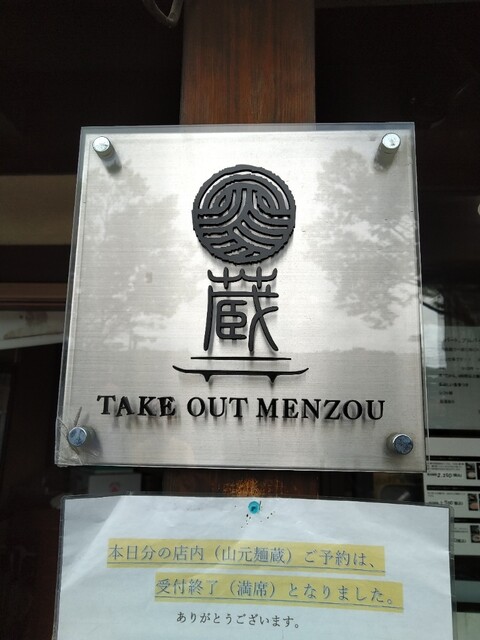 蔵
TAKE OUT MENZOU
本日分の店内（山元麺蔵）ご予約は、
受付終了（満席）となりました。
ありがとうございます。